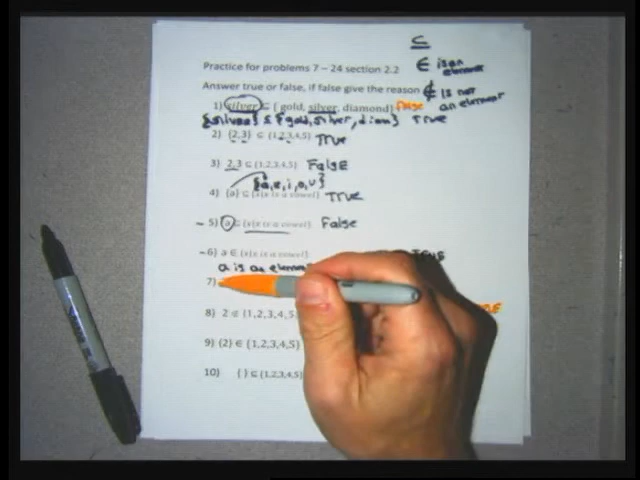 ⊆
Practice for problems 7 – 24 section 2.2
∈ is an element
Answer true or false, if false give the reason
∉ is not an element
1) silver ⊆ { gold, silver, diamond} False
{silver} ⊆ {gold, silver, diam} True
2) {2,3} ⊆ {1,2,3,4,5} True
3) 2,3 ⊆ {1,2,3,4,5} False
{a,e,i,o,u}
4) {a} ⊆ {x|x is a vowel} True
5) a ⊆ {x|x is a vowel} False
6) a ∈ {x|x is a vowel} True
a is an element
7)
8) 2 ∈ {1,2,3,4,5
9) {2} ∈ {1,2,3,4,5}
10) { } ⊆ {1,2,3,4,5}